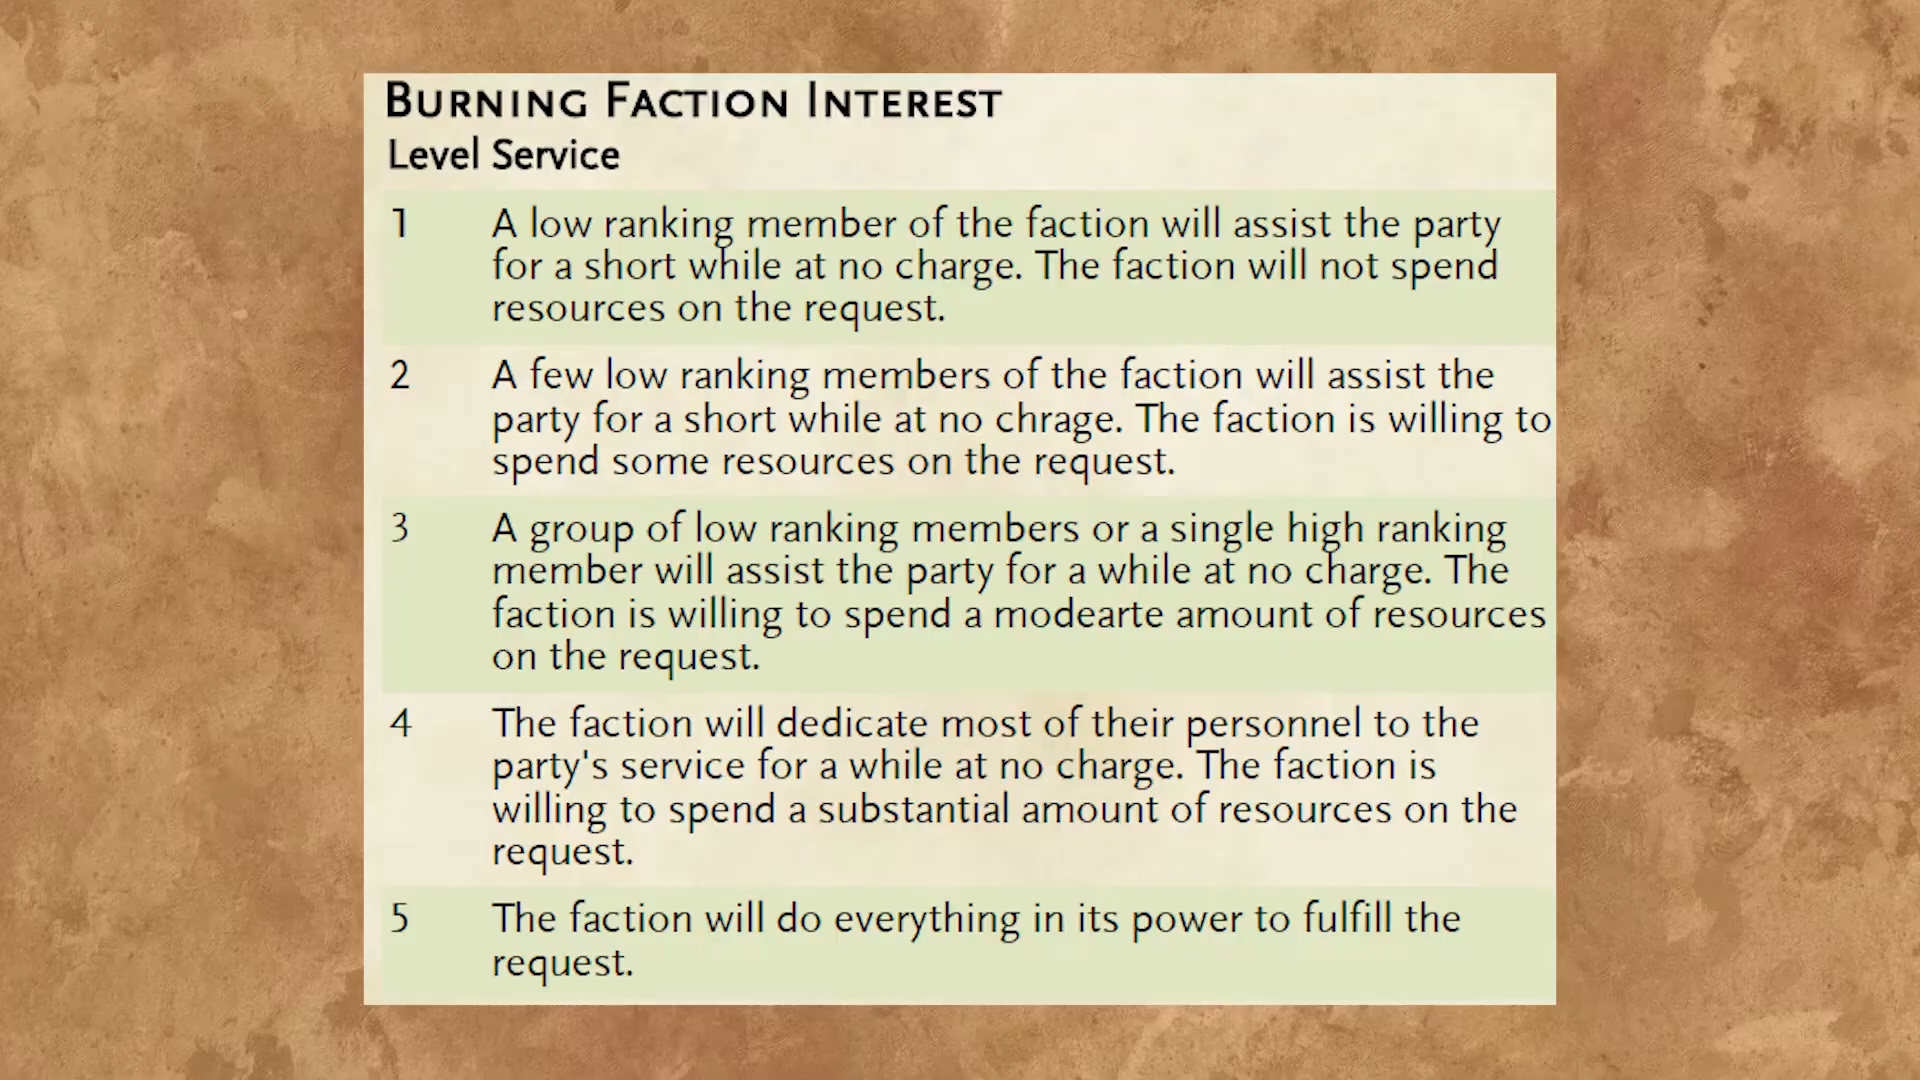 BURNING FACTION INTEREST
Level Service
1 A low ranking member of the faction will assist the party
for a short while at no charge. The faction will not spend
resources on the request.
2 A few low ranking members of the faction will assist the
party for a short while at no chrage. The faction is willing to
spend some resources on the request.
3 A group of low ranking members or a single high ranking
member will assist the party for a while at no charge. The
faction is willing to spend a modearte amount of resources
on the request.
4 The faction will dedicate most of their personnel to the
party's service for a while at no charge. The faction is
willing to spend a substantial amount of resources on the
request.
5 The faction will do everything in its power to fulfill the
request.